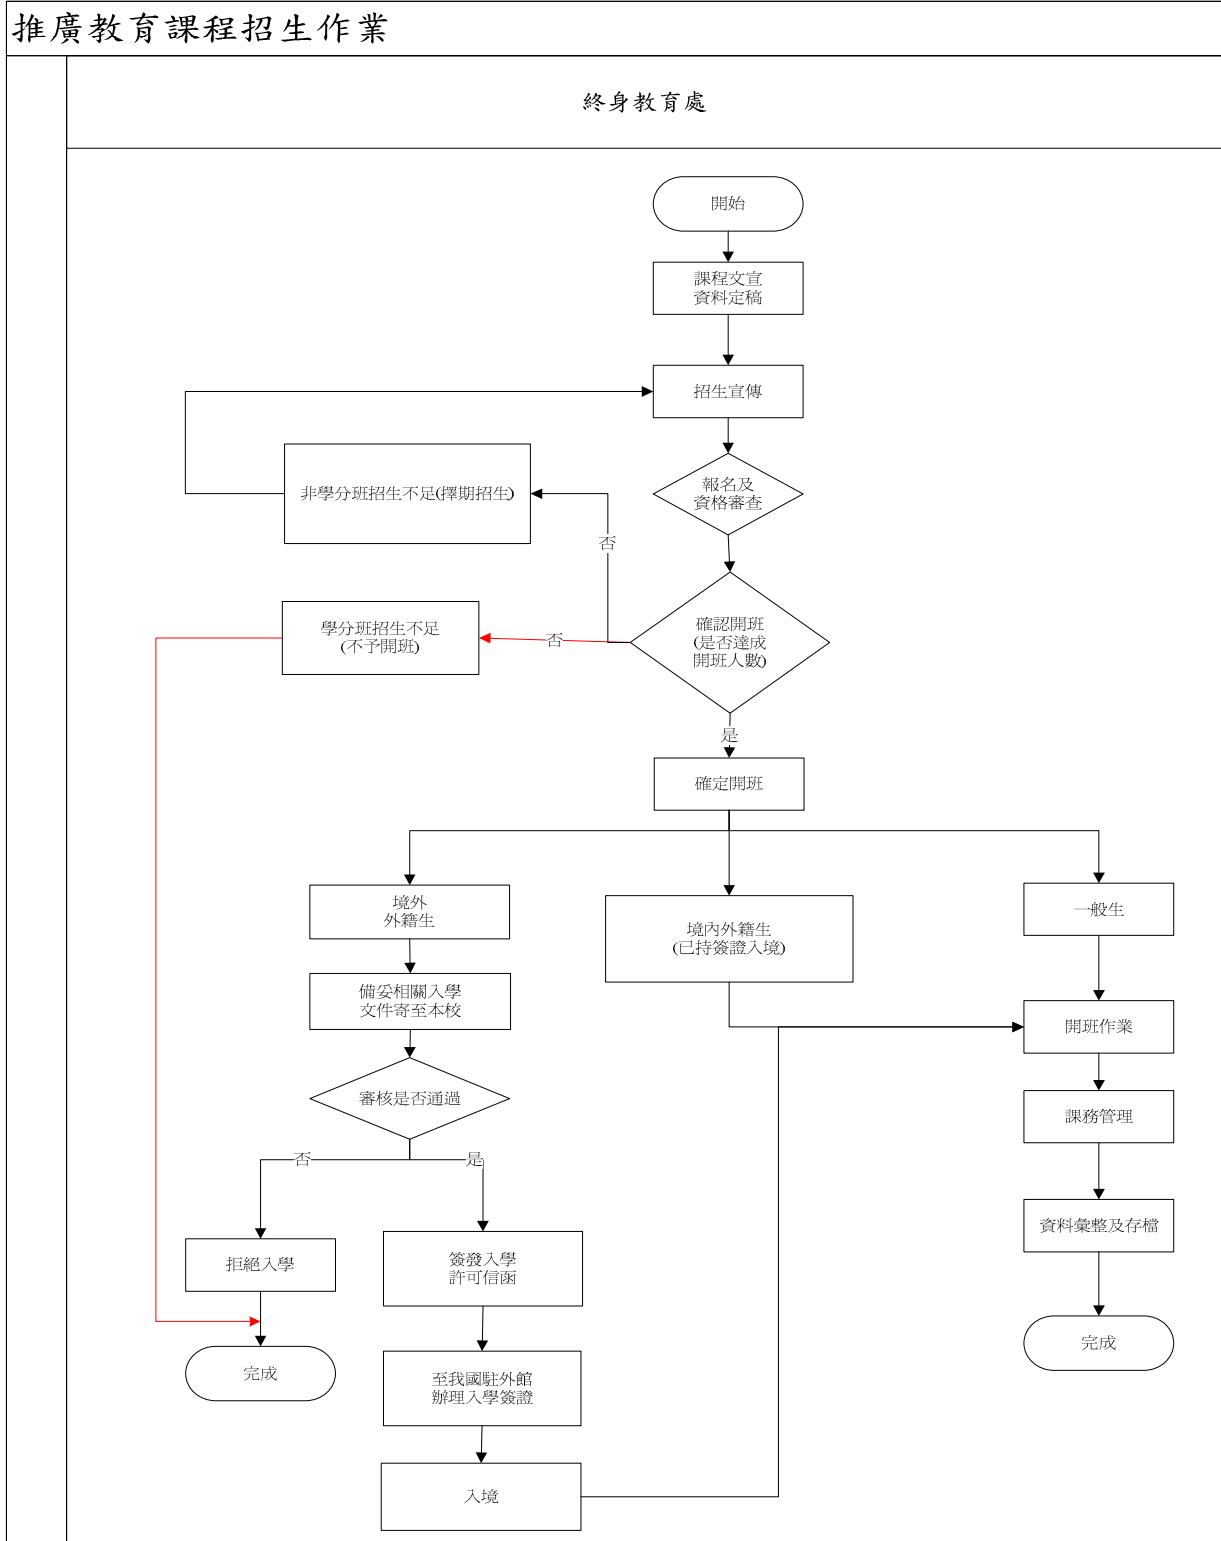 推廣教育課程招生作業
終身教育處
開始
課程文宣
資料定稿
招生宣傳
報名及
資格審查
非學分班招生不足(擇期招生)
否
確認開班
(是否達成
開班人數)
學分班招生不足
(不予開班)
否
是
確定開班
境外
外籍生
境內外籍生
(已持簽證入境)
一般生
備妥相關入學
文件寄至本校
開班作業
審核是否通過
課務管理
否
是
資料彙整及存檔
拒絕入學
簽發入學
許可信函
完成
完成
至我國駐外館
辦理入學簽證
入境